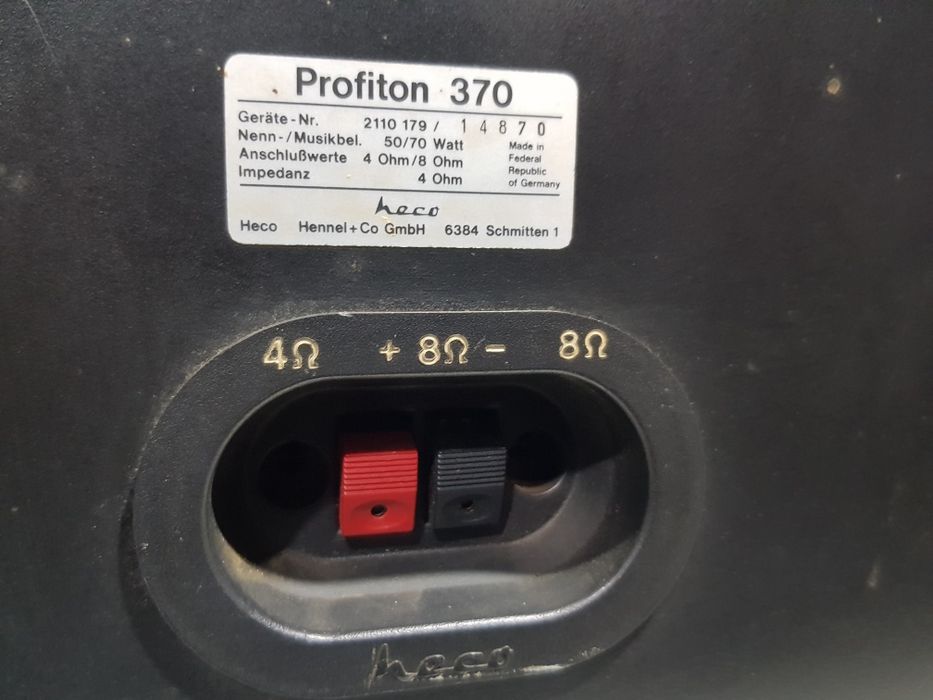 Profiton 370
Geräte-Nr. 2110 179 / 14870
Nenn-/Musikbel. 50/70 Watt
Anschlußwerte 4 Ohm/8 Ohm
Impedanz 4 Ohm
Made in
Federal
Republic
of Germany
heco
Heco Hennel+Co GmbH 6384 Schmitten 1
4Ω + 8Ω - 8Ω
heco